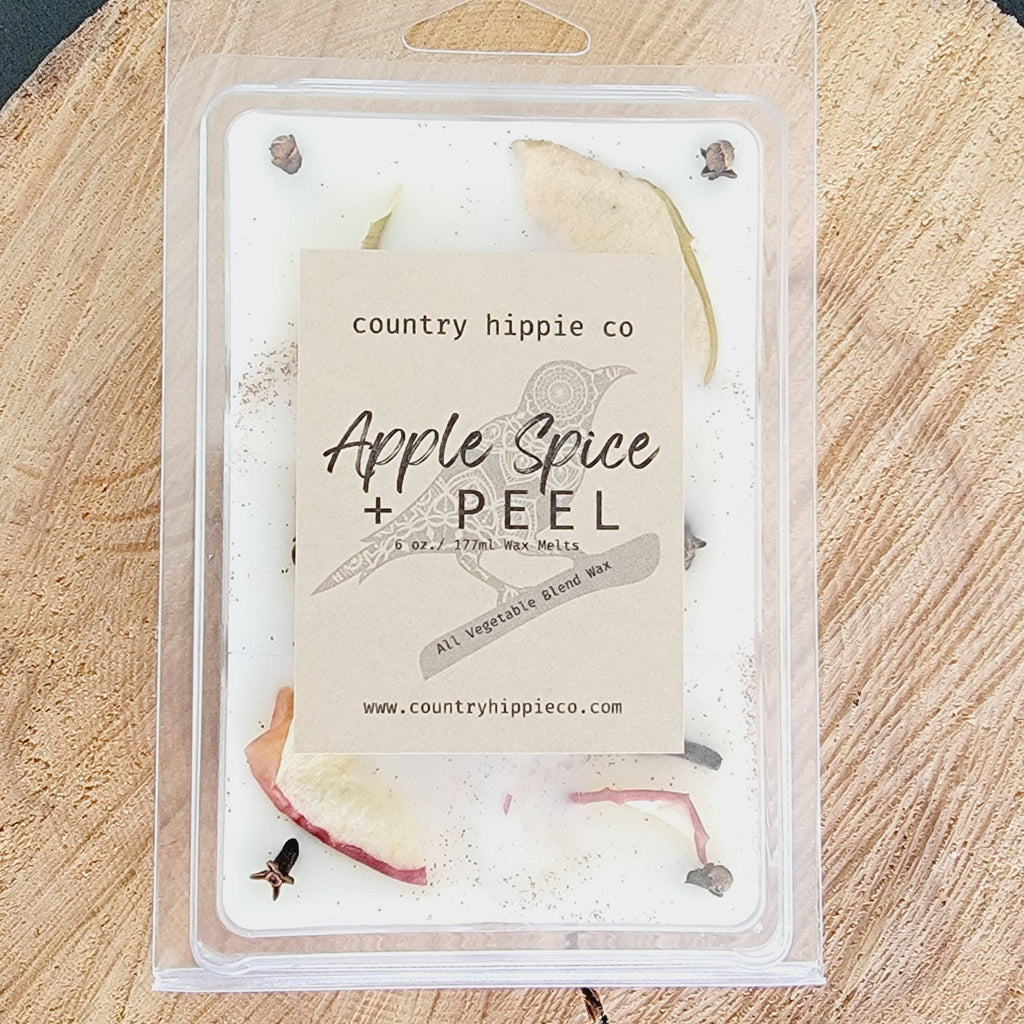 country hippie co
Apple Spice
+ PEEL
6 oz./ 177ml Wax Melts
All Vegetable Blend Wax
www.countryhippieco.com